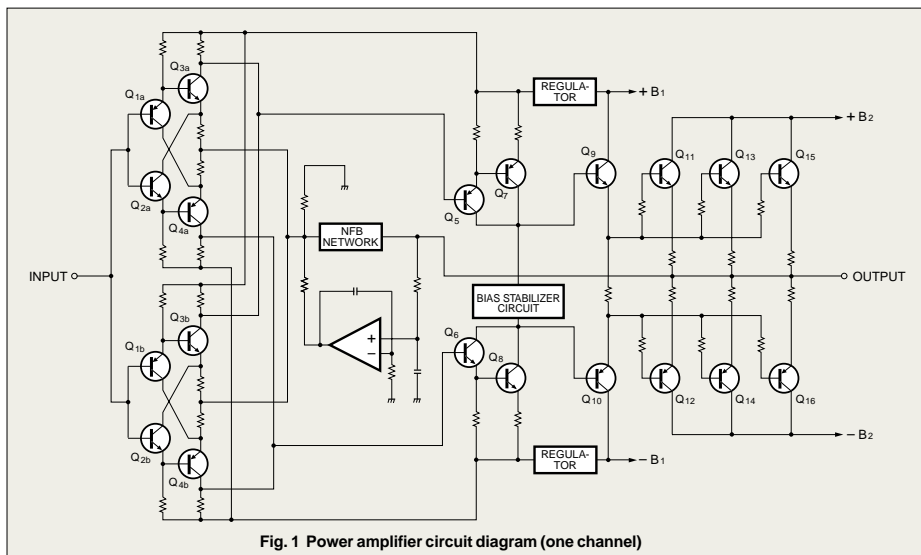 Q3a
REGULA-
TOR
+ B1
+ B2
Q1a
Q9
Q11
Q13
Q15
Q7
Q5
Q2a
Q4a
NFB
NETWORK
INPUT
OUTPUT
BIAS STABILIZER
CIRCUIT
Q3b
Q6
+
−
Q8
Q1b
Q10
Q12
Q14
Q16
Q2b
Q4b
REGULA-
TOR
− B1
− B2
Fig. 1 Power amplifier circuit diagram (one channel)